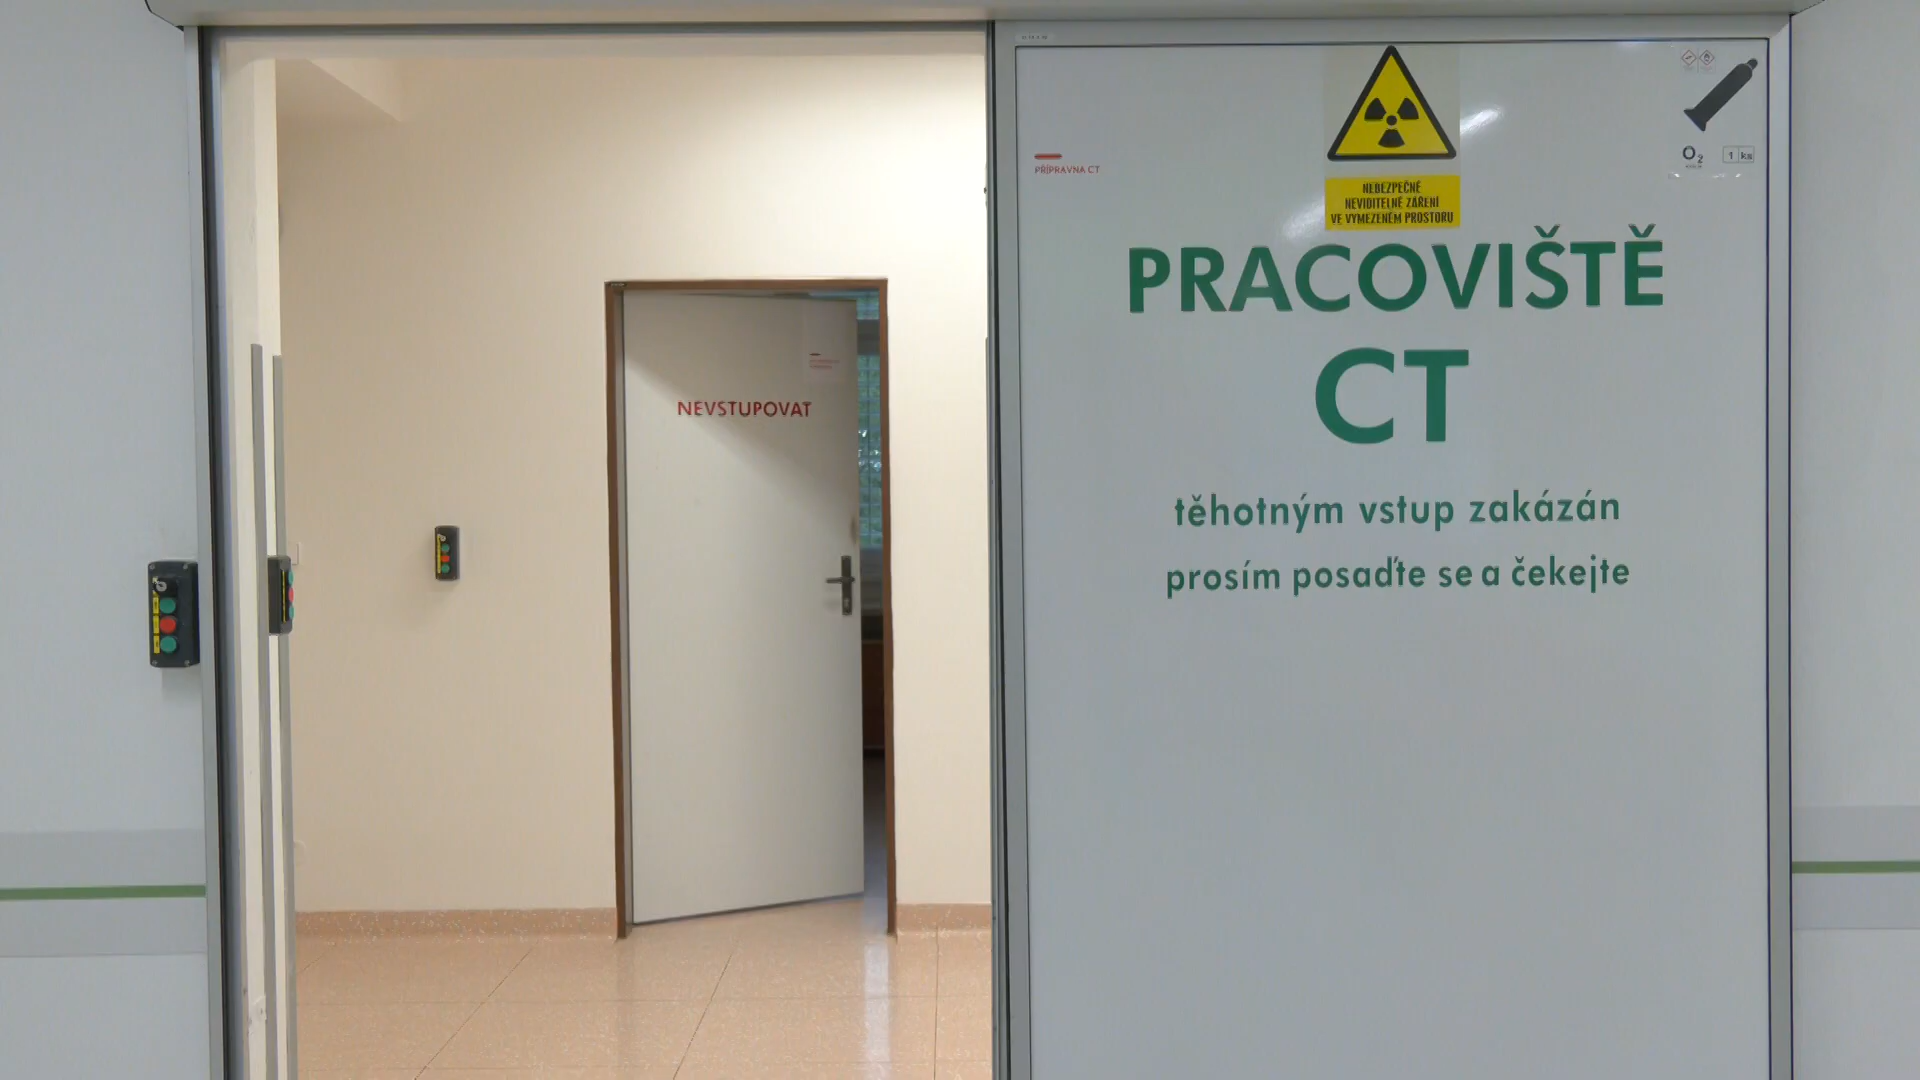 NEVSTUPOVAT
PŘÍPRAVNA CT
NEBEZPEČNÉ
NEVIDITELNÉ ZÁŘENÍ
VE VYMEZENÉM PROSTORU
O2
1 ks
PRACOVIŠTĚ
CT
těhotným vstup zakázán
prosím posaďte se a čekejte